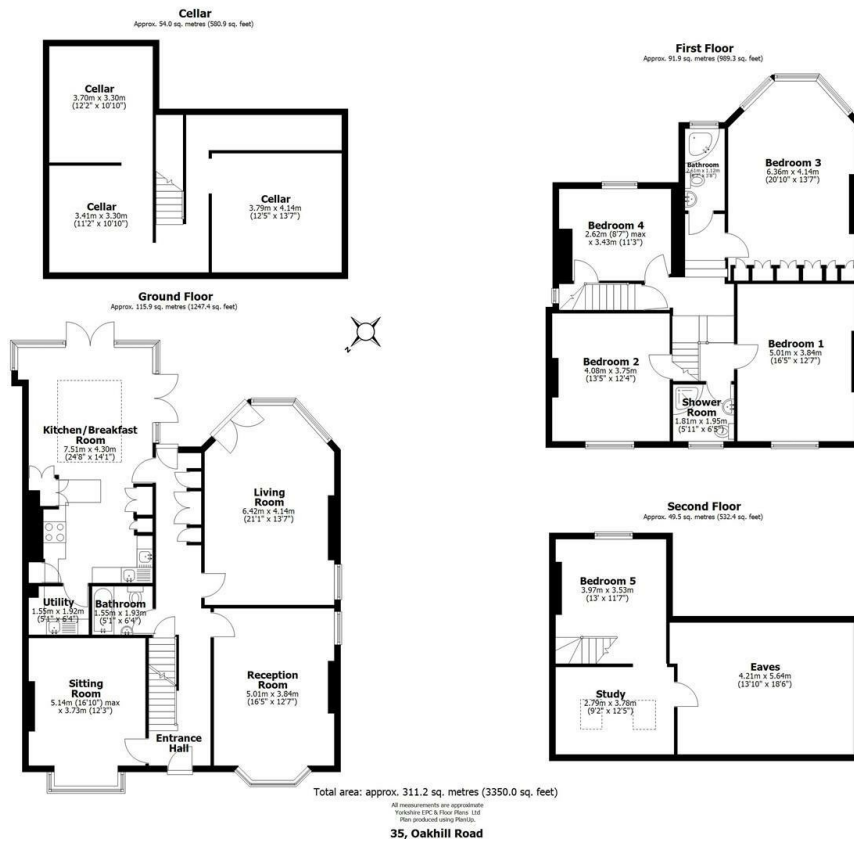 Cellar
Approx. 54.0 sq. metres (580.9 sq. feet)
Cellar
3.70m x 3.30m
(12'2" x 10'10")
Cellar
3.41m x 3.30m
(11'2" x 10'10")
Cellar
3.79m x 4.14m
(12'5" x 13'7")
Ground Floor
Approx. 115.9 sq. metres (1247.4 sq. feet)
N
Kitchen/Breakfast
Room
7.51m x 4.30m
(24'8" x 14'1")
Living
Room
6.42m x 4.14m
(21'1" x 13'7")
Utility
1.55m x 1.92m
(5'1" x 6'4")
Bathroom
1.55m x 1.93m
(5'1" x 6'4")
Sitting
Room
5.14m (16'10") max
x 3.73m (12'3")
Reception
Room
5.01m x 3.84m
(16'5" x 12'7")
Entrance
Hall
First Floor
Approx. 91.9 sq. metres (989.3 sq. feet)
Bathroom
Bedroom 3
6.36m x 4.14m
(20'10" x 13'7")
Bedroom 4
2.62m (8'7") max
x 3.43m (11'3")
Bedroom 2
4.08m x 3.75m
(13'5" x 12'4")
Bedroom 1
5.01m x 3.84m
(16'5" x 12'7")
Shower
Room
1.81m x 1.95m
(5'11" x 6'5")
Second Floor
Approx. 49.5 sq. metres (532.4 sq. feet)
Bedroom 5
3.97m x 3.53m
(13' x 11'7")
Study
2.79m x 3.78m
(9'2" x 12'5")
Eaves
4.21m x 5.64m
(13'10" x 18'6")
Total area: approx. 311.2 sq. metres (3350.0 sq. feet)
All measurements are approximate
Yorkshire EPC & Floor Plans Ltd
Plan produced using PlanUp.
35, Oakhill Road